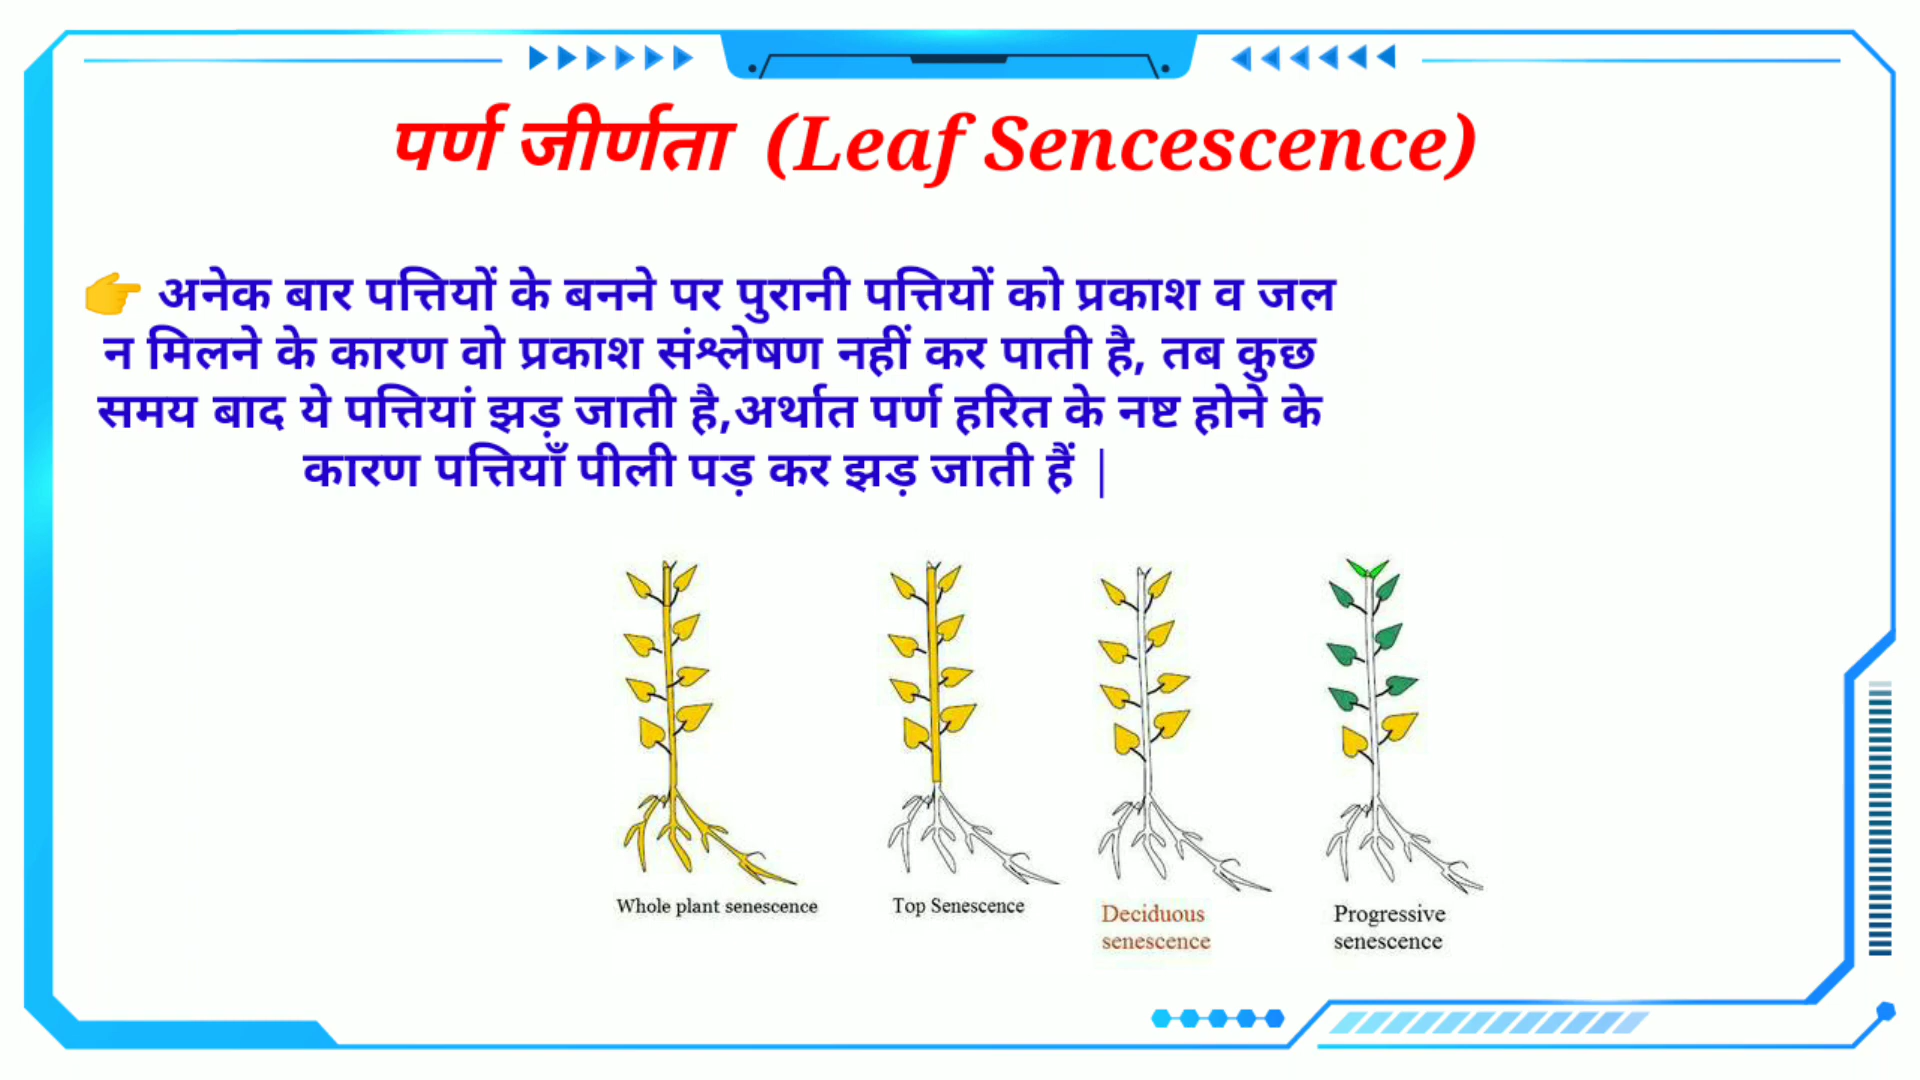 पर्ण जीर्णता (Leaf Sencescence)
👉 अनेक बार पत्तियों के बनने पर पुरानी पत्तियों को प्रकाश व जल
न मिलने के कारण वो प्रकाश संश्लेषण नहीं कर पाती है, तब कुछ
समय बाद ये पत्तियां झड़ जाती है,अर्थात पर्ण हरित के नष्ट होने के
कारण पत्तियाँ पीली पड़ कर झड़ जाती हैं |
Whole plant senescence
Top Senescence
Deciduous
senescence
Progressive
senescence